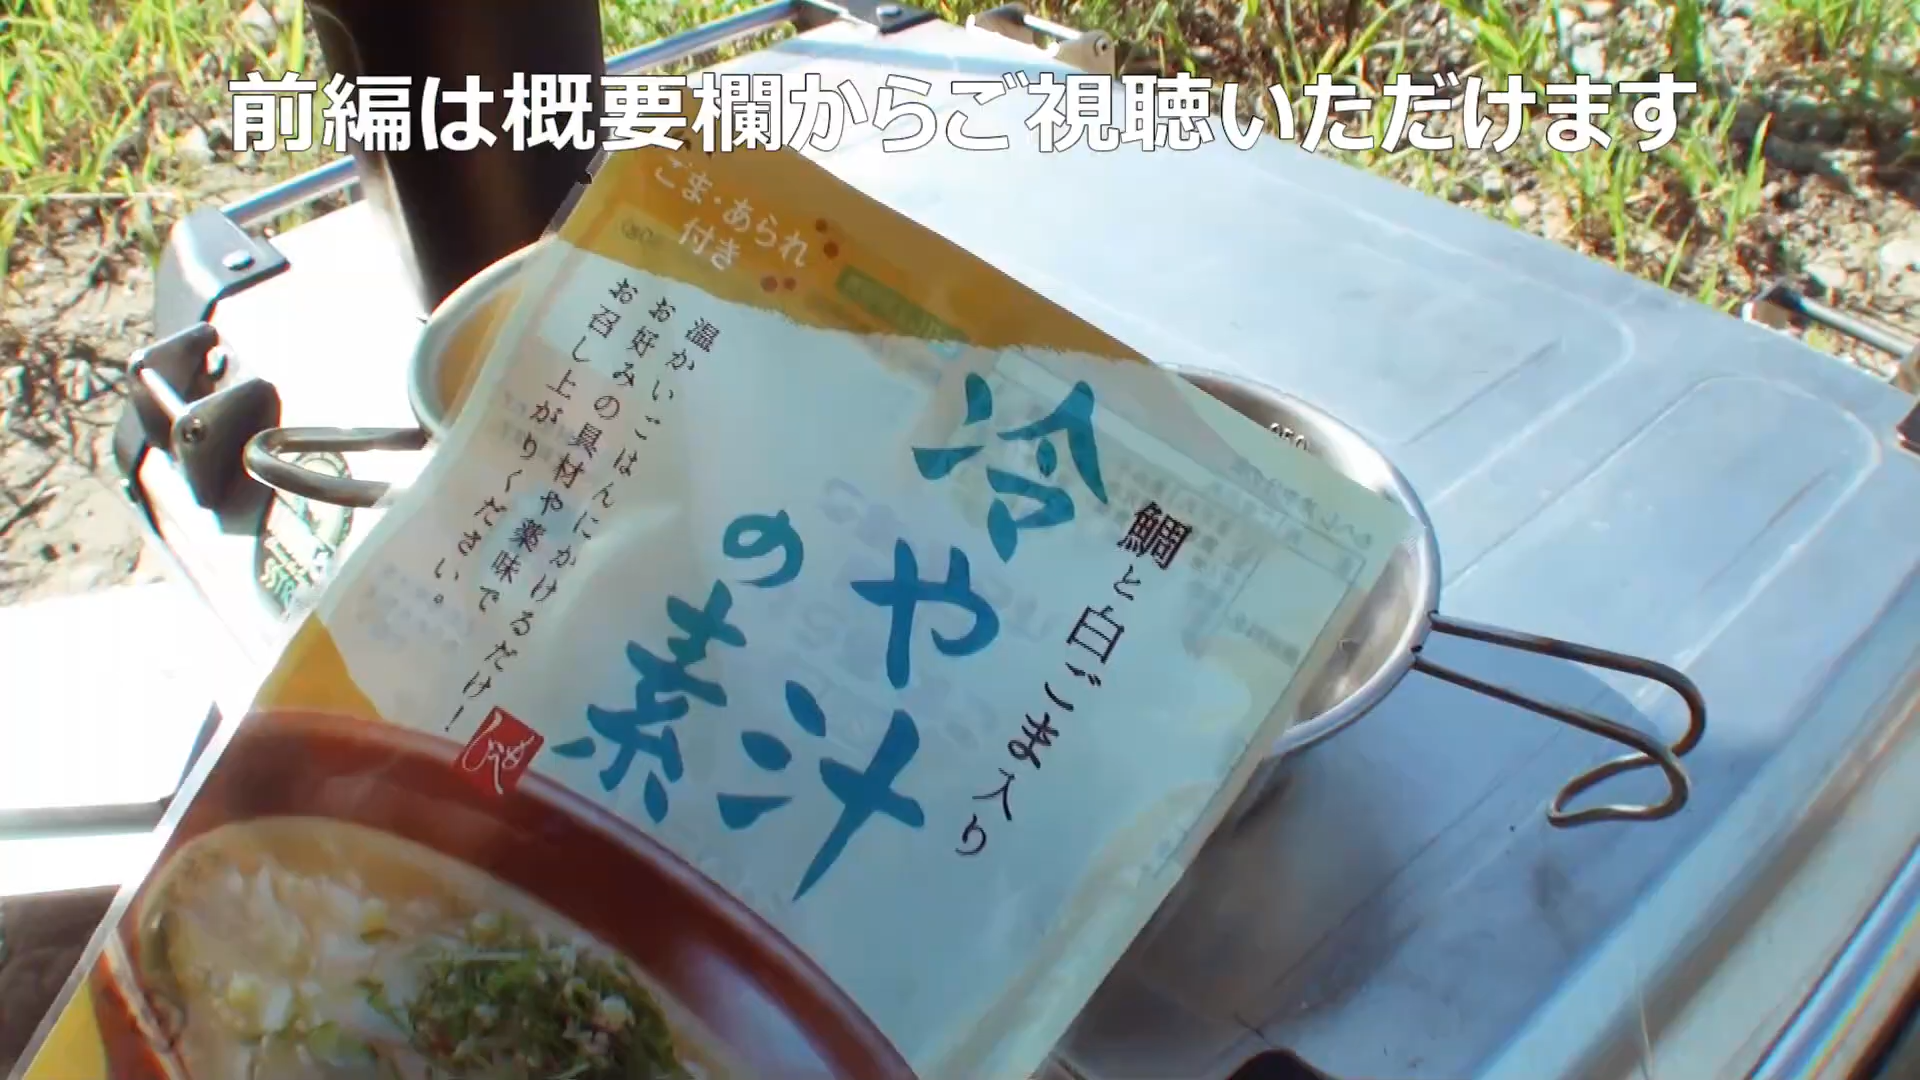 前編は概要欄からご視聴いただけます
ごま・あられ
付き
鯛と白ごま入り
冷や汁
の素
温かいごはんにかけるだけ！
お好みの具材や薬味で
お召し上がりください。